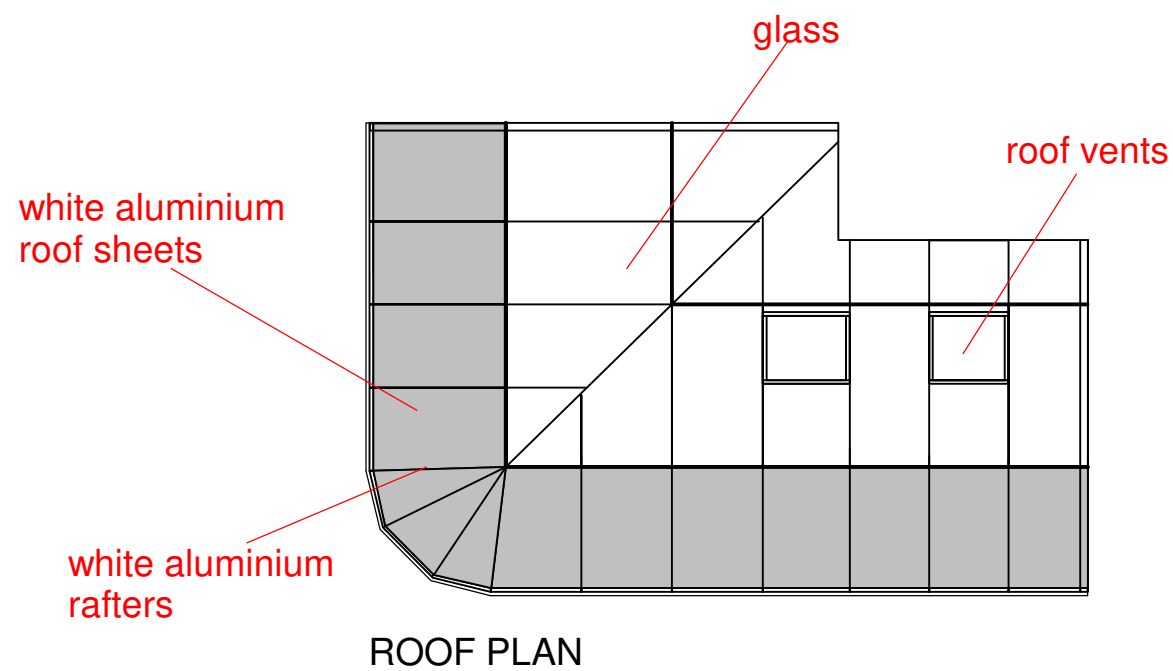 glass
roof vents
white aluminium
roof sheets
white aluminium
rafters
ROOF PLAN